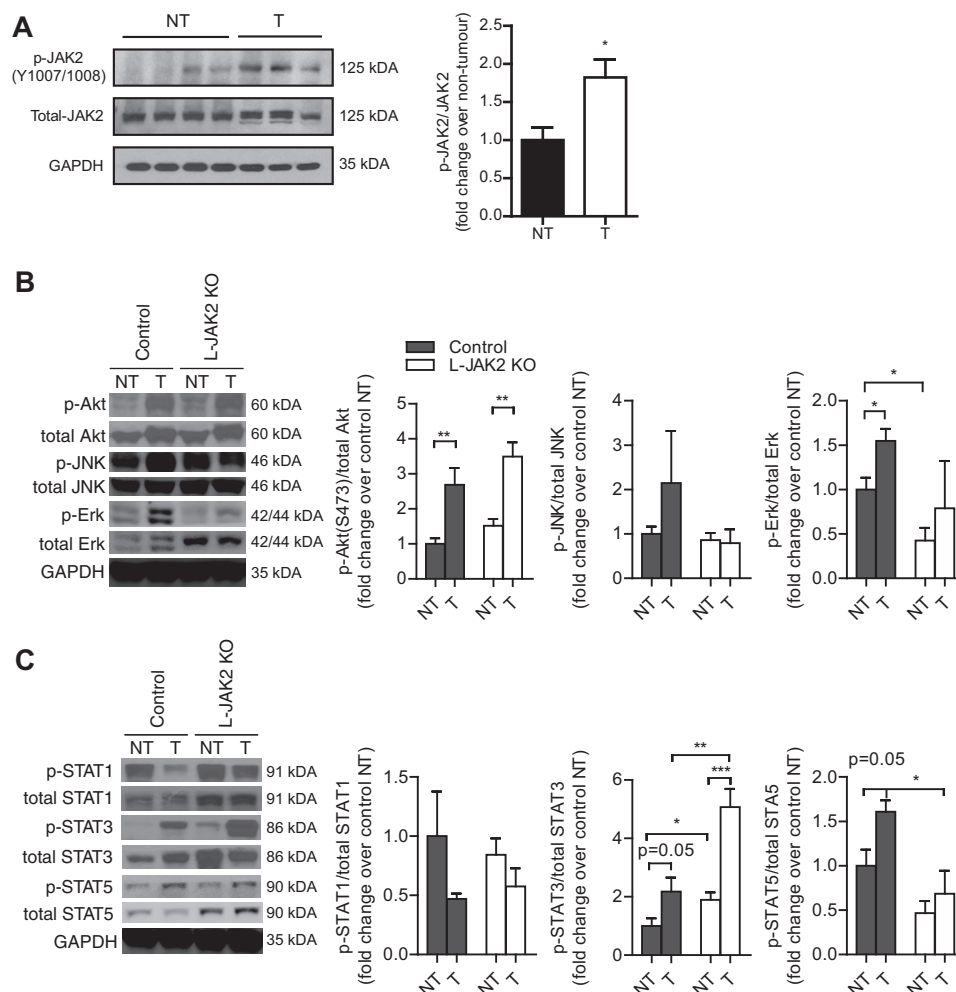 A
NT T
p-JAK2
(Y1007/1008)
125 kDA
Total-JAK2 125 kDA
GAPDH 35 kDA
p-JAK2/JAK2
(fold change over non-tumour)
2.5
2.0
1.5
1.0
0.5
0.0
*
NT T
B
Control L-JAK2 KO
NT T NT T
p-Akt 60 kDA
total Akt 60 kDA
p-JNK 46 kDA
total JNK 46 kDA
p-Erk 42/44 kDA
total Erk 42/44 kDA
GAPDH 35 kDA
Control
L-JAK2 KO
p-Akt(S473)/total Akt
(fold change over control NT)
5
4
3
2
1
0
** **
NT T NT T
p-JNK/total JNK
(fold change over control NT)
4
3
2
1
0
NT T NT T
p-Erk/total Erk
(fold change over control NT)
2.0
1.5
1.0
0.5
0.0
*
*
NT T NT T
C
Control L-JAK2 KO
NT T NT T
p-STAT1 91 kDA
total STAT1 91 kDA
p-STAT3 86 kDA
total STAT3 86 kDA
p-STAT5 90 kDA
total STAT5 90 kDA
GAPDH 35 kDA
p-STAT1/total STAT1
(fold change over control NT)
1.5
1.0
0.5
0.0
NT T NT T
p-STAT3/total STAT3
(fold change over control NT)
6
4
2
0
**
***
*
p=0.05
NT T NT T
p-STAT5/total STA5
(fold change over control NT)
2.0
1.5
1.0
0.5
0.0
p=0.05
*
NT T NT T